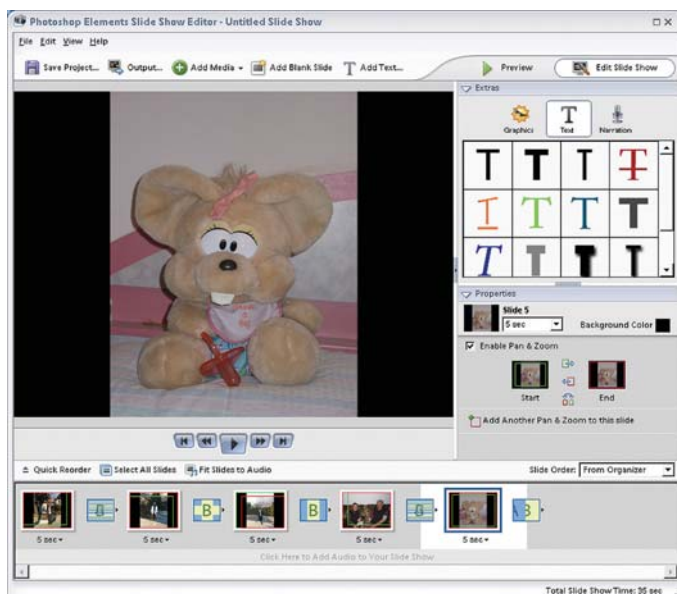 Photoshop Elements Slide Show Editor - Untitled Slide Show
File Edit View Help
Save Project... Output... Add Media Add Blank Slide Add Text... Preview Edit Slide Show
Extras
Graphics Text Narration
T T T T
T T T T
T T T T
Properties
Slide 5
5 sec Background Color
Enable Pan & Zoom
Start End
Add Another Pan & Zoom to this slide
Quick Reorder Select All Slides Fit Slides to Audio Slide Order: From Organizer
B B A B
5 sec 5 sec 5 sec 5 sec 5 sec
Click Here to Add Audio to Your Slide Show
Total Slide Show Time: 35 sec